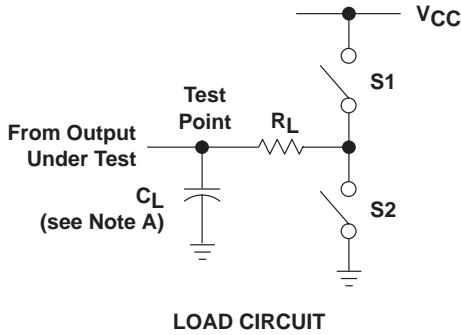 VCC
S1
Test
Point
RL
From Output
Under Test
CL
(see Note A)
S2
LOAD CIRCUIT